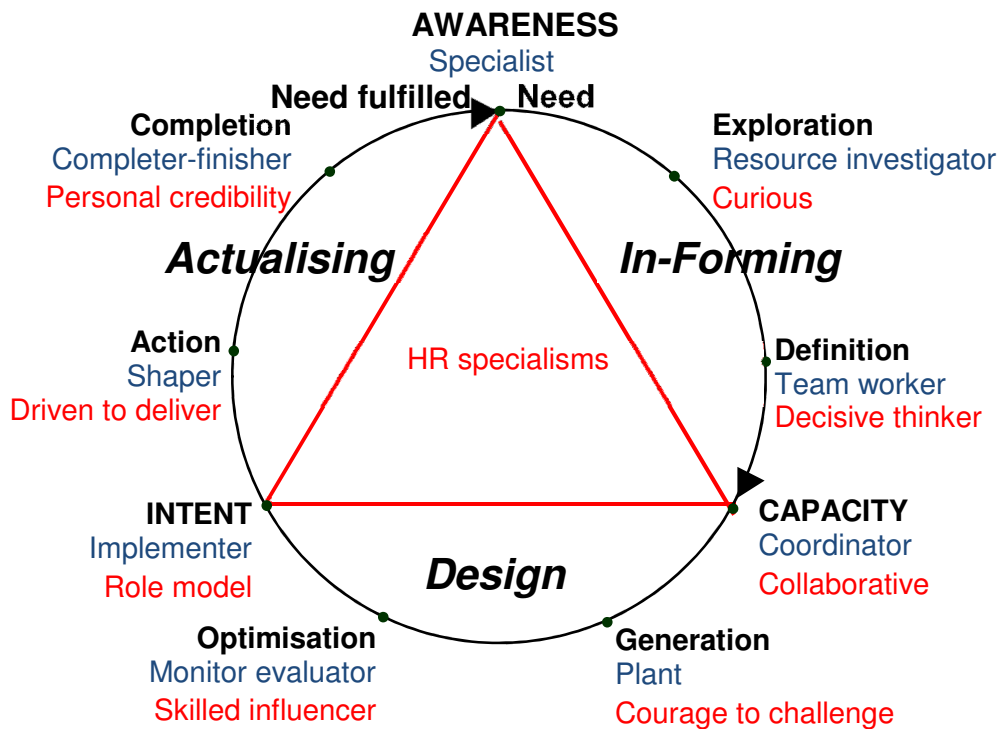 AWARENESS
Specialist
Need fulfilled
Need
Completion
Completer-finisher
Personal credibility
Exploration
Resource investigator
Curious
Actualising
In-Forming
Action
Shaper
Driven to deliver
HR specialisms
Definition
Team worker
Decisive thinker
INTENT
Implementer
Role model
CAPACITY
Coordinator
Collaborative
Design
Optimisation
Monitor evaluator
Skilled influencer
Generation
Plant
Courage to challenge